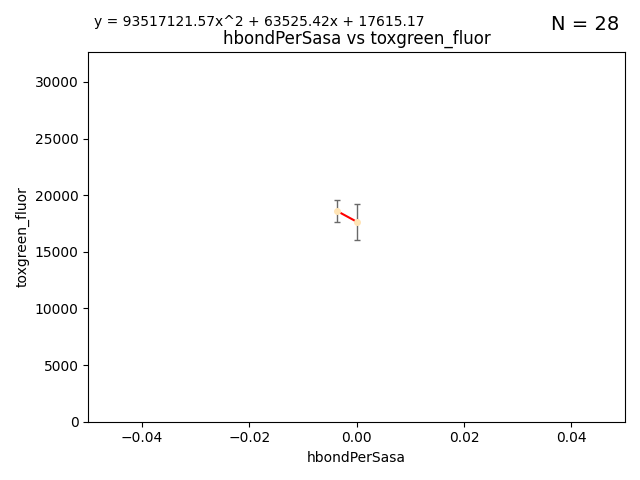 y = 93517121.57x^2 + 63525.42x + 17615.17
N = 28
hbondPerSasa vs toxgreen_fluor
30000
25000
20000
15000
10000
5000
0
toxgreen_fluor
−0.04 −0.02 0.00 0.02 0.04
hbondPerSasa